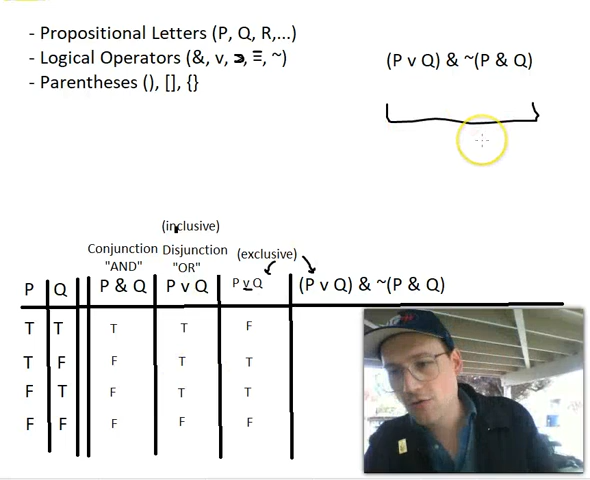 - Propositional Letters (P, Q, R,...)
- Logical Operators (&, v, ⊃, ≡, ~)
- Parentheses (), [], {}
(P v Q) & ~(P & Q)
(inclusive)
Conjunction Disjunction (exclusive)
"AND" "OR"
P Q P & Q P v Q P v Q (P v Q) & ~(P & Q)
T T T T F
T F F T T
F T F T T
F F F F F